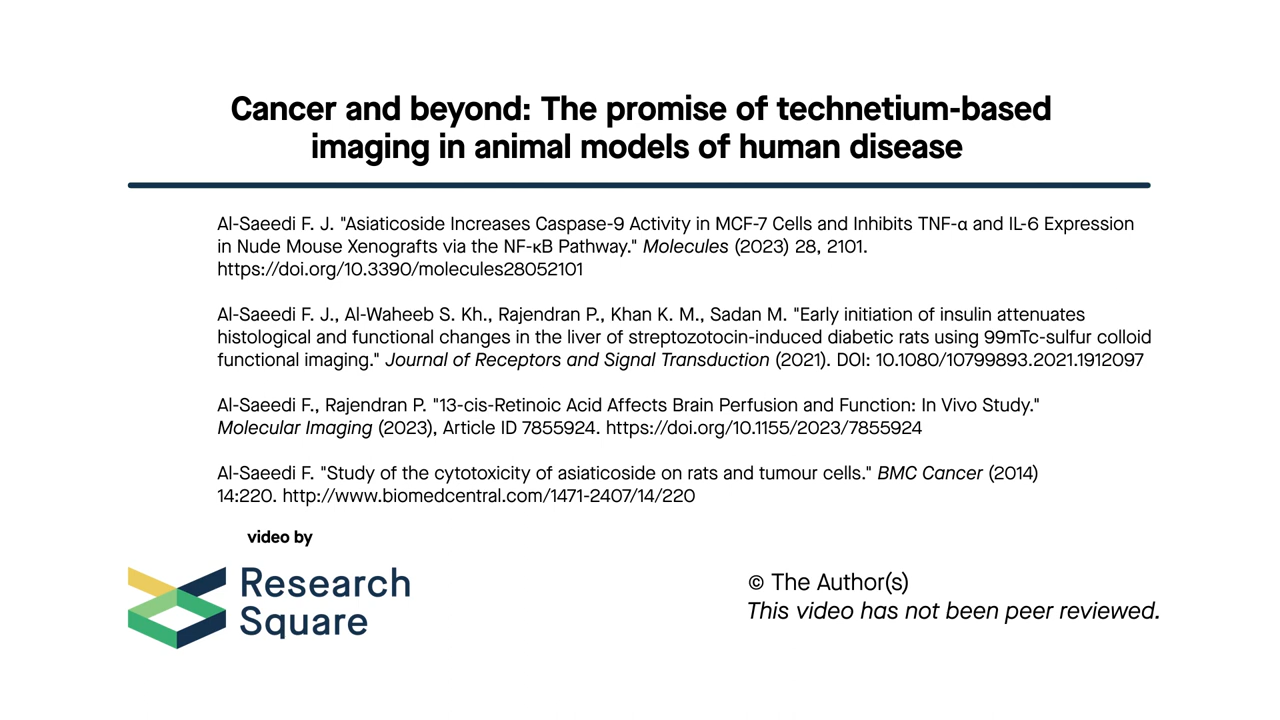 Cancer and beyond: The promise of technetium-based
imaging in animal models of human disease
Al-Saeedi F. J. "Asiaticoside Increases Caspase-9 Activity in MCF-7 Cells and Inhibits TNF-α and IL-6 Expression
in Nude Mouse Xenografts via the NF-κB Pathway." Molecules (2023) 28, 2101.
https://doi.org/10.3390/molecules28052101
Al-Saeedi F. J., Al-Waheeb S. Kh., Rajendran P., Khan K. M., Sadan M. "Early initiation of insulin attenuates
histological and functional changes in the liver of streptozotocin-induced diabetic rats using 99mTc-sulfur colloid
functional imaging." Journal of Receptors and Signal Transduction (2021). DOI: 10.1080/10799893.2021.1912097
Al-Saeedi F., Rajendran P. "13-cis-Retinoic Acid Affects Brain Perfusion and Function: In Vivo Study."
Molecular Imaging (2023), Article ID 7855924. https://doi.org/10.1155/2023/7855924
Al-Saeedi F. "Study of the cytotoxicity of asiaticoside on rats and tumour cells." BMC Cancer (2014)
14:220. http://www.biomedcentral.com/1471-2407/14/220
video by
Research
Square
© The Author(s)
This video has not been peer reviewed.